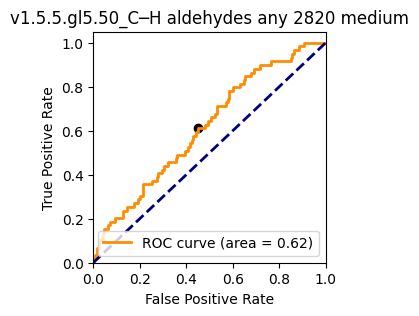 v1.5.5.gl5.50_C─H aldehydes any 2820 medium
1.0
0.8
0.6
0.4
0.2
0.0
True Positive Rate
ROC curve (area = 0.62)
0.0 0.2 0.4 0.6 0.8 1.0
False Positive Rate